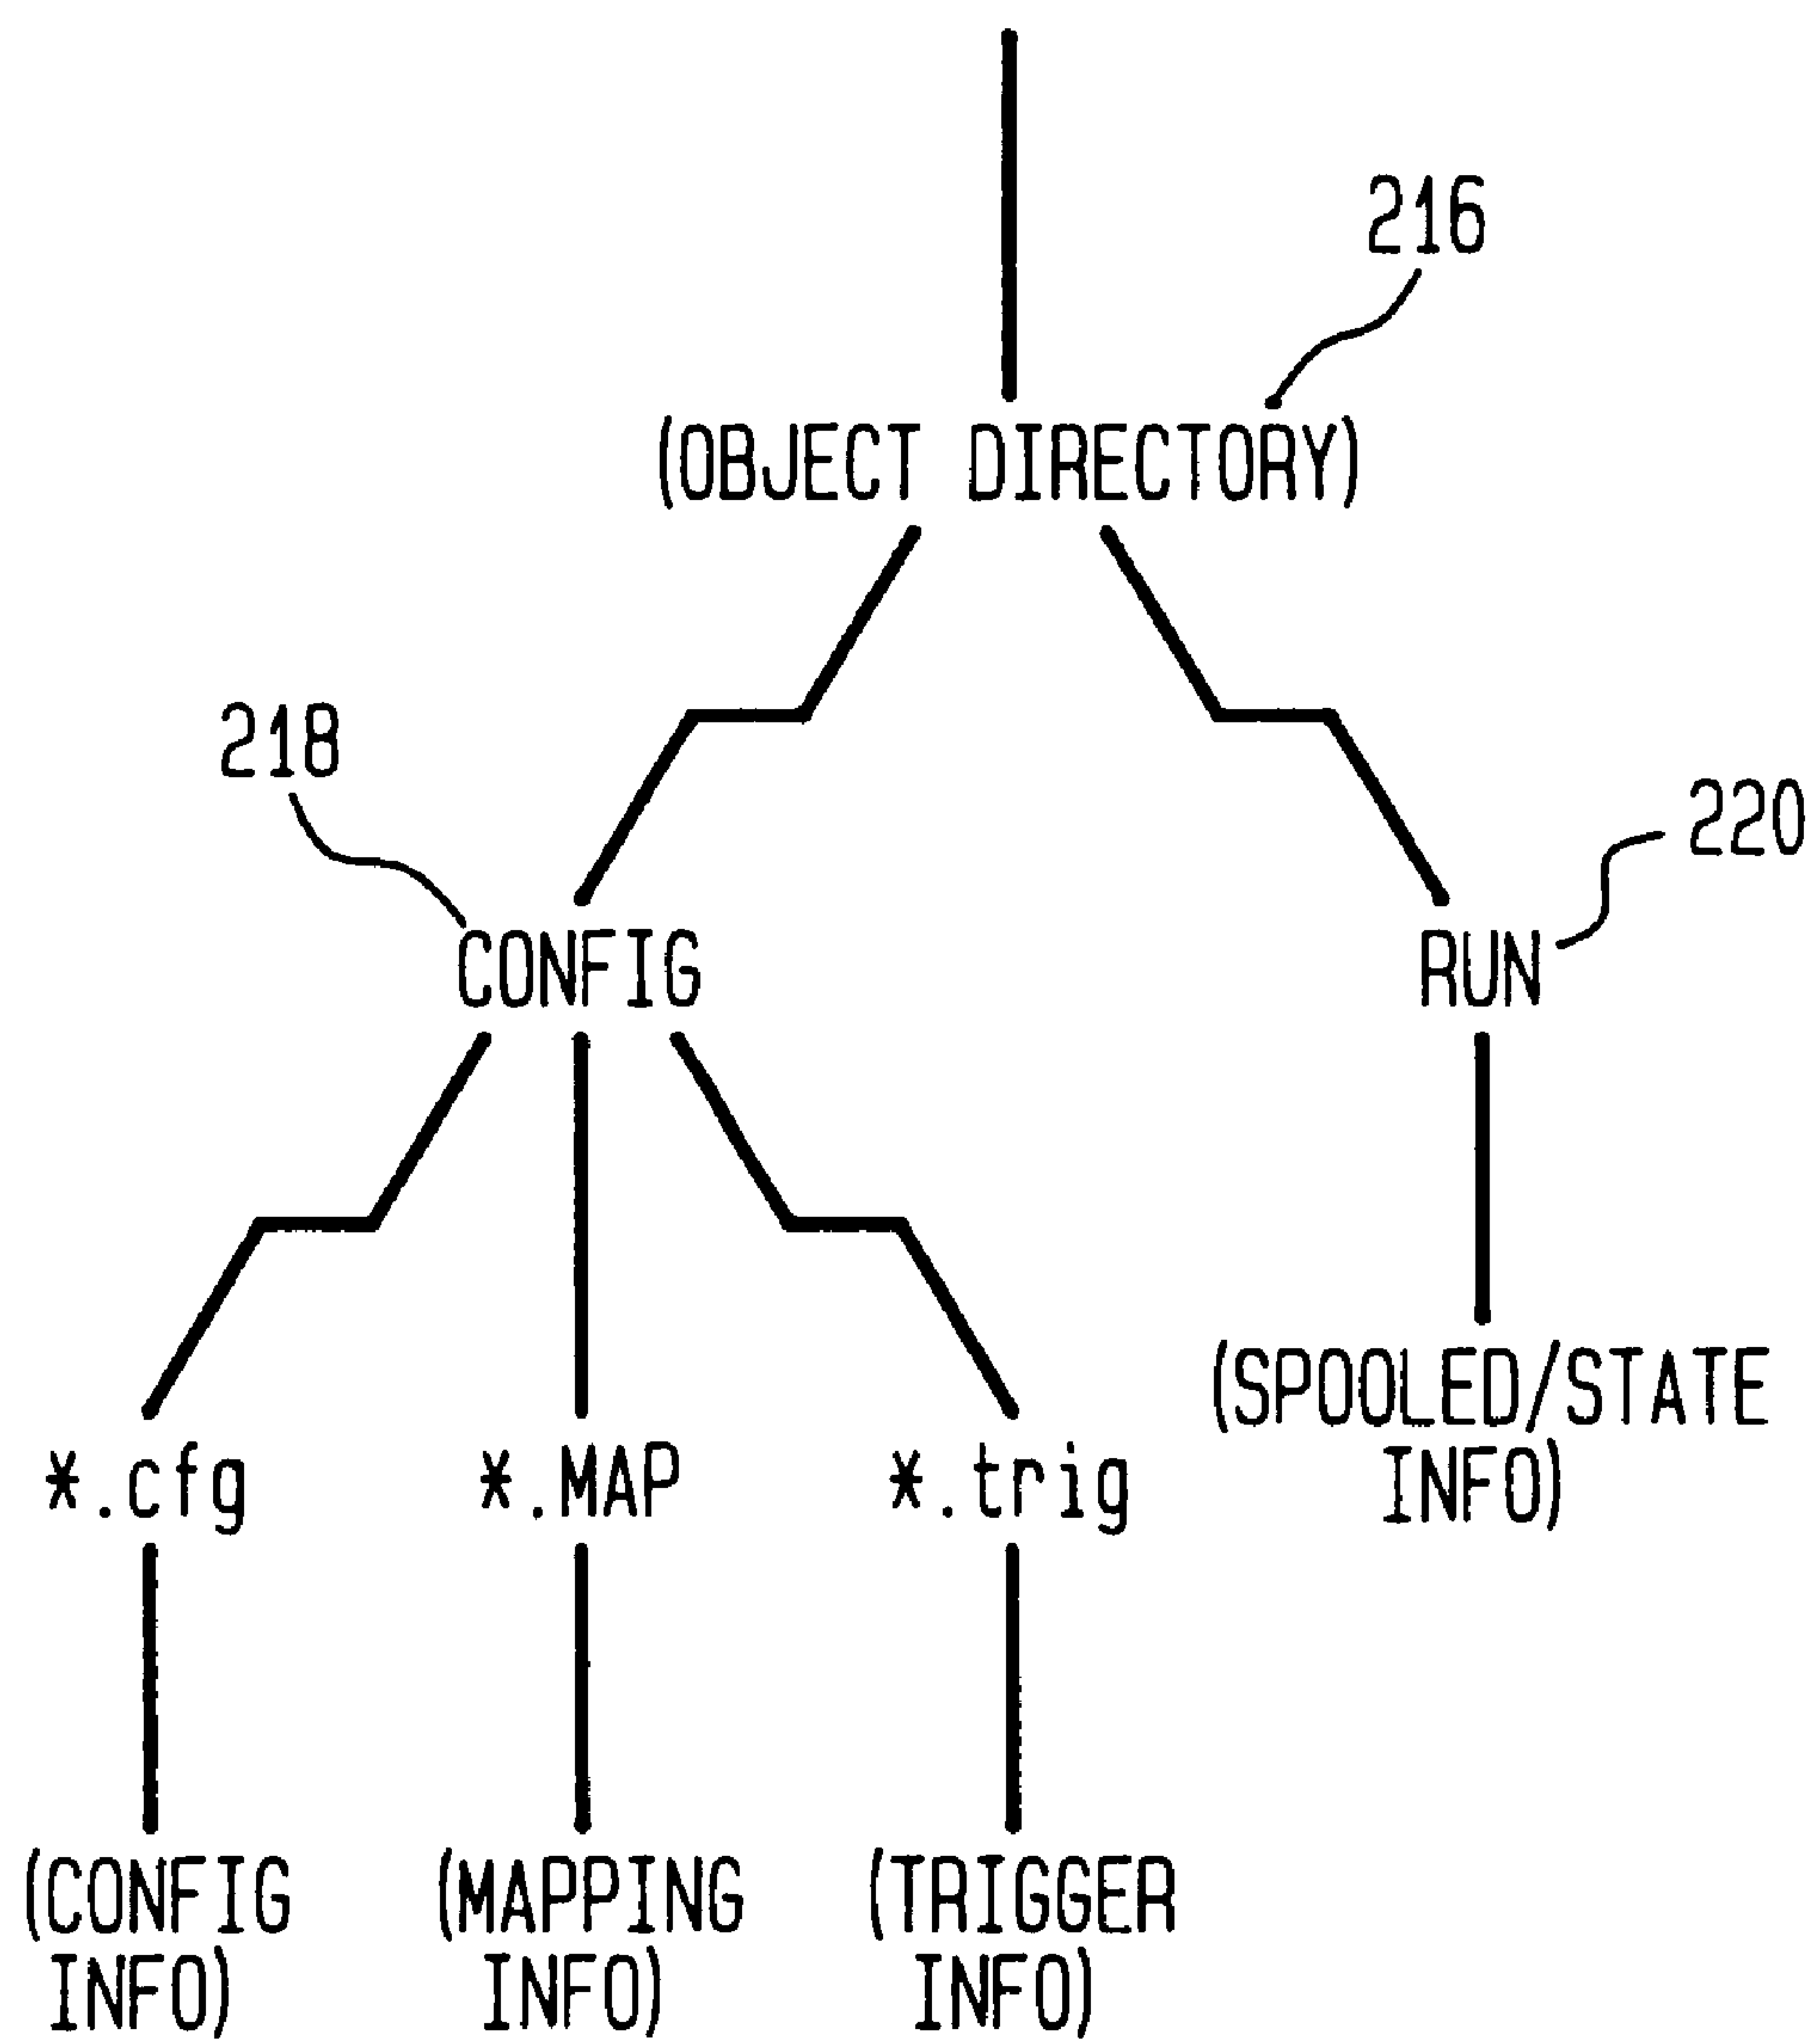 216
(OBJECT DIRECTORY)
218
220
CONFIG
RUN
(SPOOLED/STATE
INFO)
*.cfg
*.MAP
*.trig
(CONFIG
INFO)
(MAPPING
INFO)
(TRIGGER
INFO)